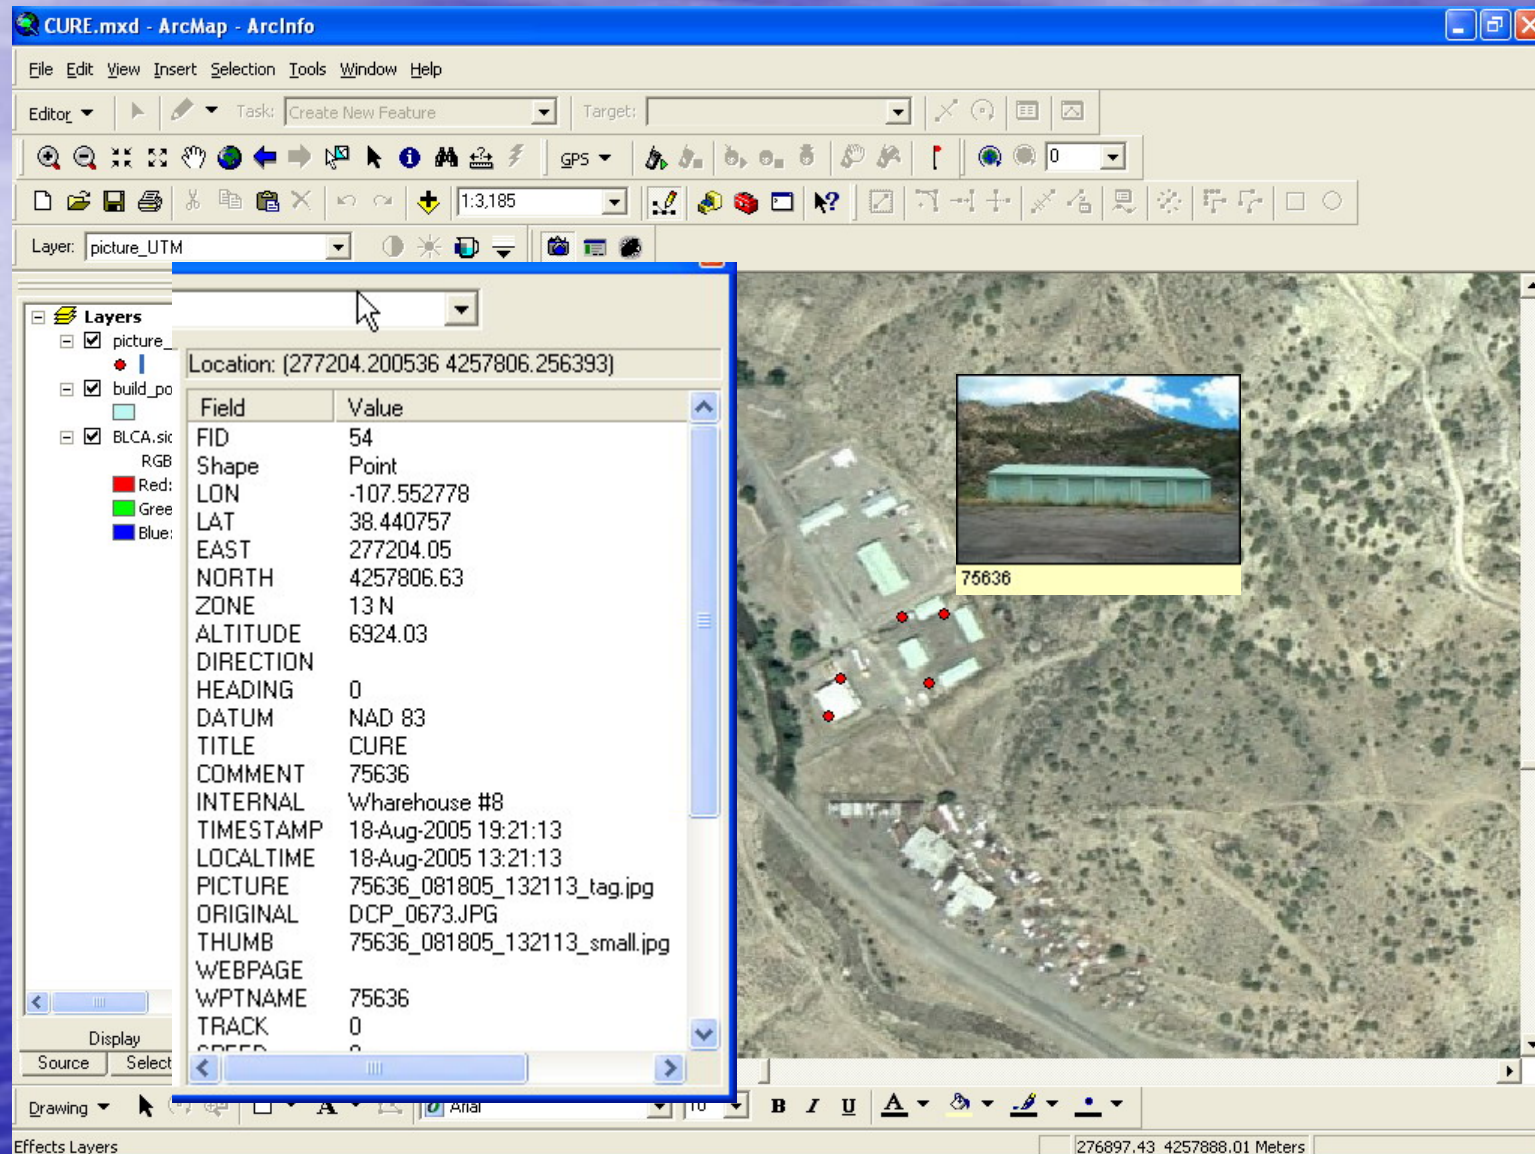 CURE.mxd - ArcMap - ArcInfo
File Edit View Insert Selection Tools Window Help
Editor Task: Create New Feature Target:
GPS 0
1:3,185
Layer: picture_UTM
Layers
picture_
build_po
BLCA.sid
RGB
Red:
Gree
Blue:
Display
Source Select
Location: (277204.200536 4257806.256393)
Field Value
FID 54
Shape Point
LON -107.552778
LAT 38.440757
EAST 277204.05
NORTH 4257806.63
ZONE 13 N
ALTITUDE 6924.03
DIRECTION
HEADING 0
DATUM NAD 83
TITLE CURE
COMMENT 75636
INTERNAL Wharehouse #8
TIMESTAMP 18-Aug-2005 19:21:13
LOCALTIME 18-Aug-2005 13:21:13
PICTURE 75636_081805_132113_tag.jpg
ORIGINAL DCP_0673.JPG
THUMB 75636_081805_132113_small.jpg
WEBPAGE
WPTNAME 75636
TRACK 0
SPEED 0
75636
Drawing A Arial 10 B I U A
Effects Layers
276897.43 4257888.01 Meters